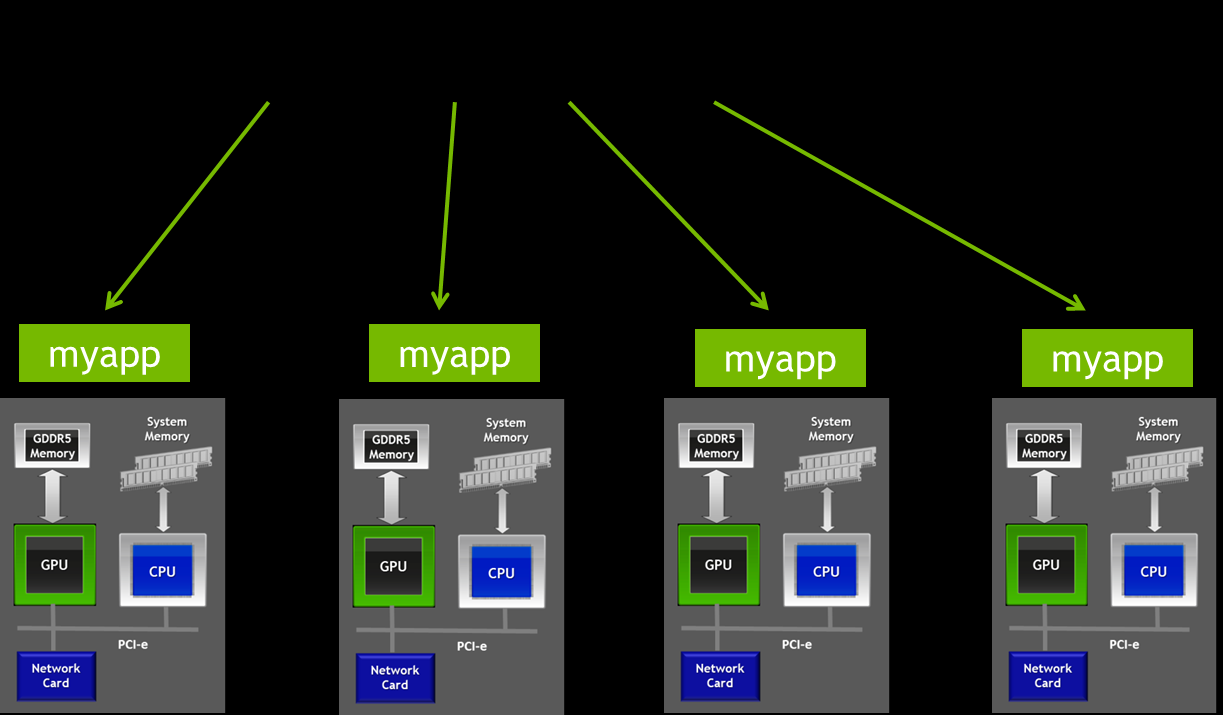 myapp
myapp
myapp
myapp
GDDR5
Memory
System
Memory
GPU
CPU
PCI-e
Network
Card
GDDR5
Memory
System
Memory
GPU
CPU
PCI-e
Network
Card
GDDR5
Memory
System
Memory
GPU
CPU
PCI-e
Network
Card
GDDR5
Memory
System
Memory
GPU
CPU
PCI-e
Network
Card